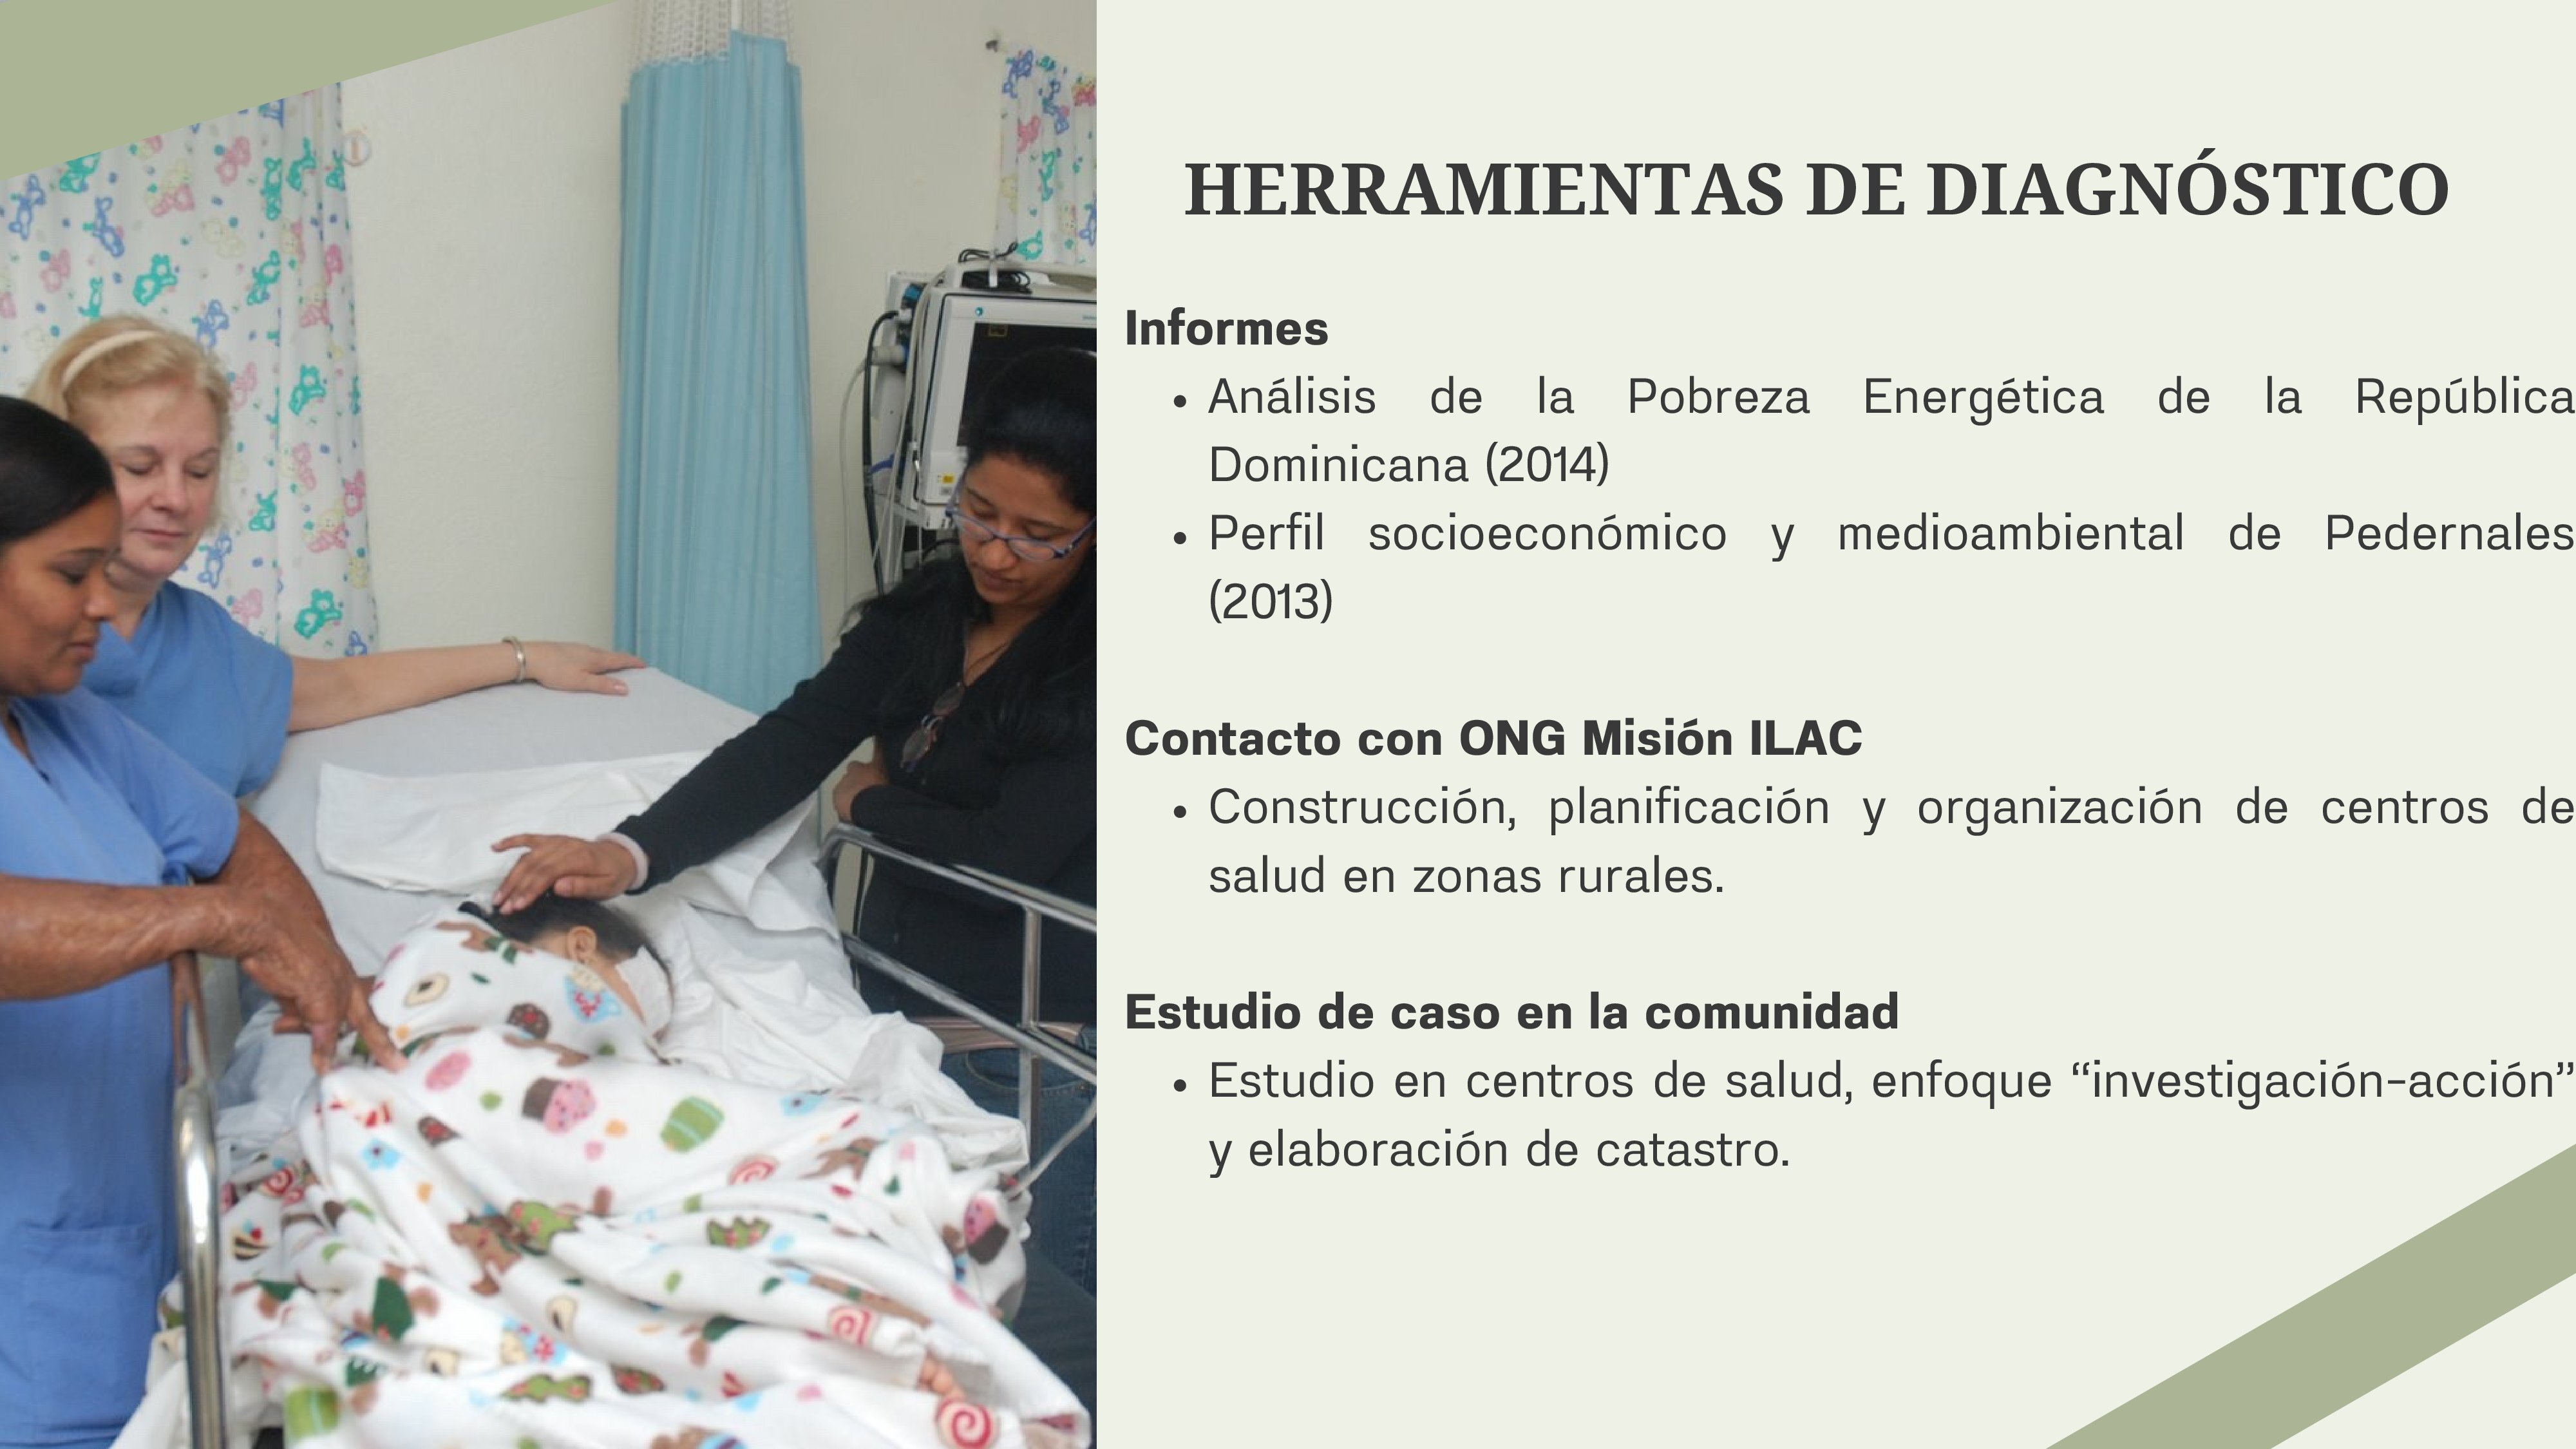 HERRAMIENTAS DE DIAGNÓSTICO
Informes
• Análisis de la Pobreza Energética de la República
Dominicana (2014)
• Perfil socioeconómico y medioambiental de Pedernales
(2013)
Contacto con ONG Misión ILAC
• Construcción, planificación y organización de centros de
salud en zonas rurales.
Estudio de caso en la comunidad
• Estudio en centros de salud, enfoque “investigación-acción”
y elaboración de catastro.